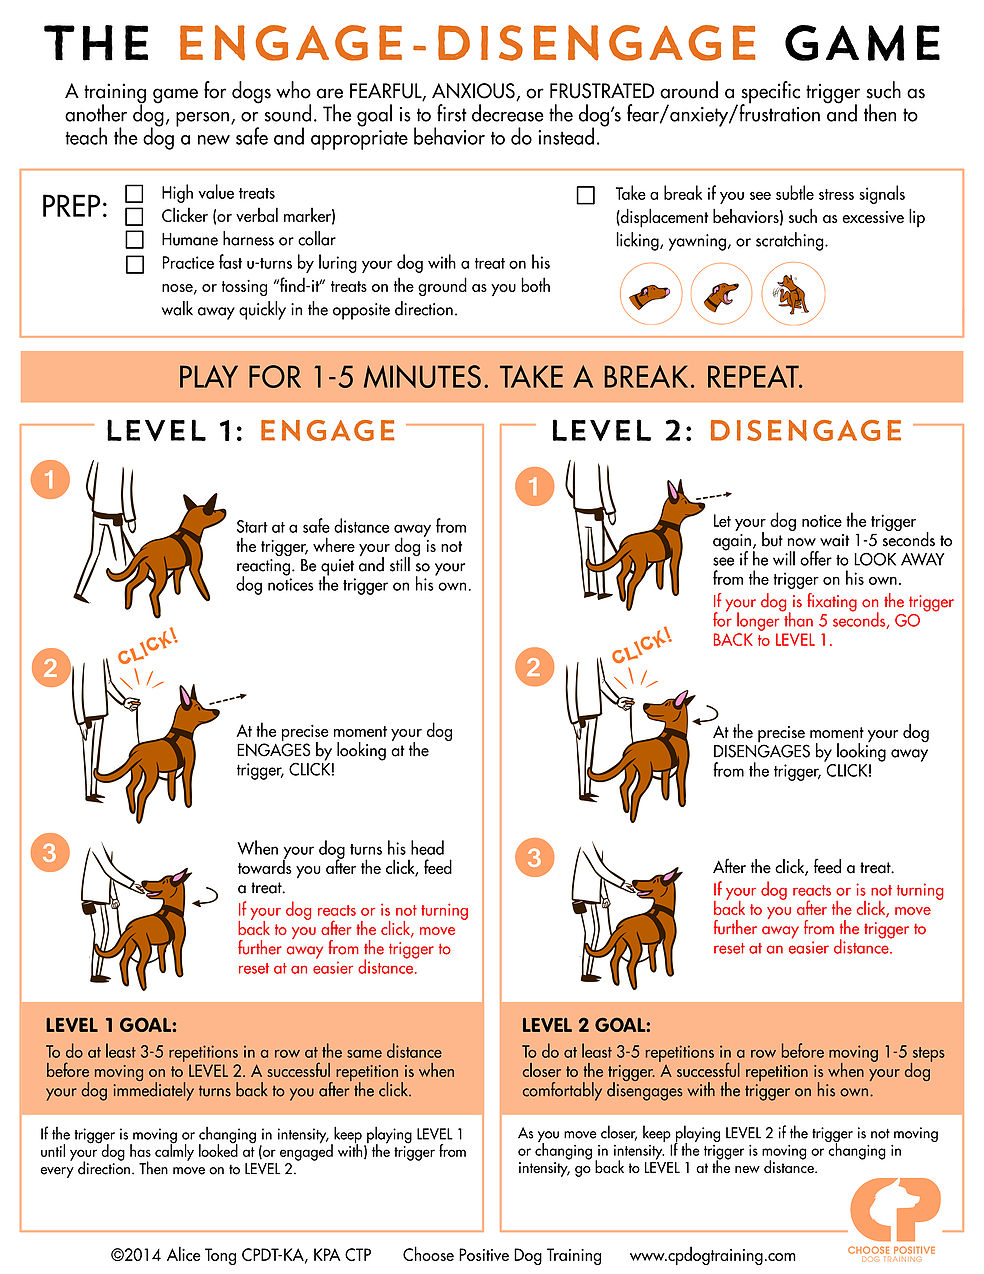 THE ENGAGE-DISENGAGE GAME
A training game for dogs who are FEARFUL, ANXIOUS, or FRUSTRATED around a specific trigger such as
another dog, person, or sound. The goal is to first decrease the dog's fear/anxiety/frustration and then to
teach the dog a new safe and appropriate behavior to do instead.
PREP:
High value treats
Clicker (or verbal marker)
Humane harness or collar
Practice fast u-turns by luring your dog with a treat on his
nose, or tossing "find-it" treats on the ground as you both
walk away quickly in the opposite direction.
Take a break if you see subtle stress signals
(displacement behaviors) such as excessive lip
licking, yawning, or scratching.
PLAY FOR 1-5 MINUTES. TAKE A BREAK. REPEAT.
LEVEL 1: ENGAGE
1
Start at a safe distance away from
the trigger, where your dog is not
reacting. Be quiet and still so your
dog notices the trigger on his own.
2
CLICK!
At the precise moment your dog
ENGAGES by looking at the
trigger, CLICK!
3
When your dog turns his head
towards you after the click, feed
a treat.
If your dog reacts or is not turning
back to you after the click, move
further away from the trigger to
reset at an easier distance.
LEVEL 1 GOAL:
To do at least 3-5 repetitions in a row at the same distance
before moving on to LEVEL 2. A successful repetition is when
your dog immediately turns back to you after the click.
If the trigger is moving or changing in intensity, keep playing LEVEL 1
until your dog has calmly looked at (or engaged with) the trigger from
every direction. Then move on to LEVEL 2.
LEVEL 2: DISENGAGE
1
Let your dog notice the trigger
again, but now wait 1-5 seconds to
see if he will offer to LOOK AWAY
from the trigger on his own.
If your dog is fixating on the trigger
for longer than 5 seconds, GO
BACK to LEVEL 1.
2
CLICK!
At the precise moment your dog
DISENGAGES by looking away
from the trigger, CLICK!
3
After the click, feed a treat.
If your dog reacts or is not turning
back to you after the click, move
further away from the trigger to
reset at an easier distance.
LEVEL 2 GOAL:
To do at least 3-5 repetitions in a row before moving 1-5 steps
closer to the trigger. A successful repetition is when your dog
comfortably disengages with the trigger on his own.
As you move closer, keep playing LEVEL 2 if the trigger is not moving
or changing in intensity. If the trigger is moving or changing in
intensity, go back to LEVEL 1 at the new distance.
CP
CHOOSE POSITIVE
DOG TRAINING
©2014 Alice Tong CPDT-KA, KPA CTP Choose Positive Dog Training www.cpdogtraining.com